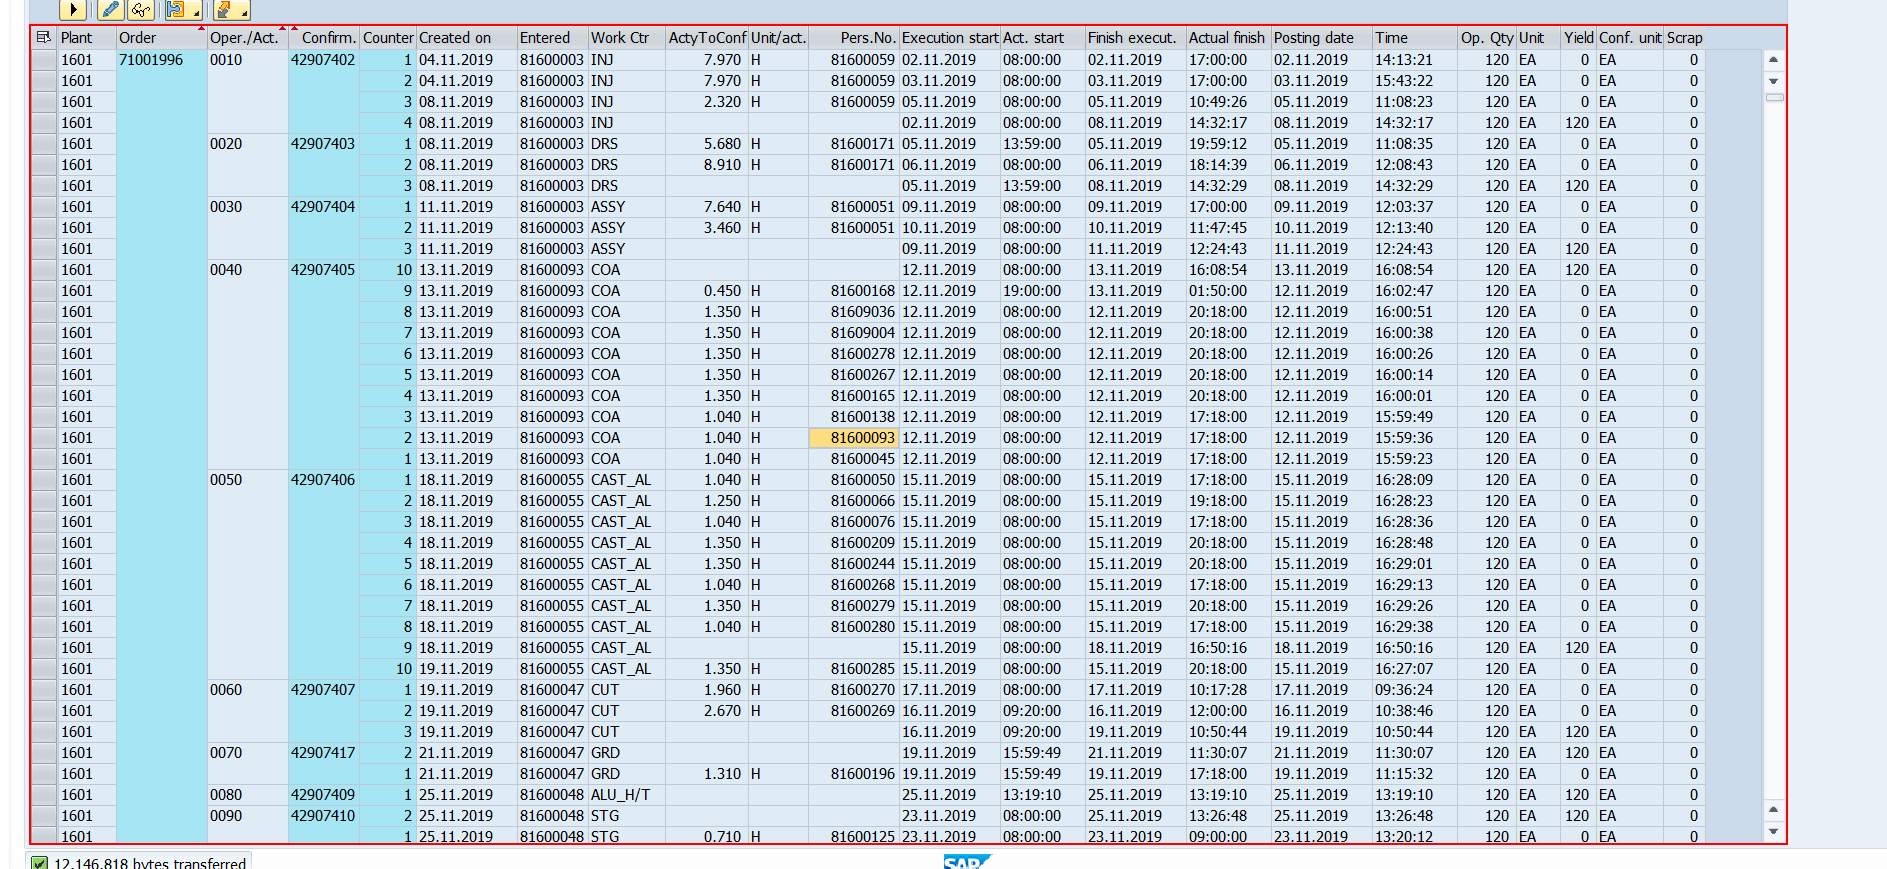 Plant Order Oper./Act. Confirm. Counter Created on Entered Work Ctr ActyToConf Unit/act. Pers.No. Execution start Act. start Finish execut. Actual finish Posting date Time Op. Qty Unit Yield Conf. unit Scrap
1601 71001996 0010 42907402 1 04.11.2019 81600003 INJ 7.970 H 81600059 02.11.2019 08:00:00 02.11.2019 17:00:00 02.11.2019 14:13:21 120 EA 0 EA 0
1601 2 04.11.2019 81600003 INJ 7.970 H 81600059 03.11.2019 08:00:00 03.11.2019 17:00:00 03.11.2019 15:43:22 120 EA 0 EA 0
1601 3 08.11.2019 81600003 INJ 2.320 H 81600059 05.11.2019 08:00:00 05.11.2019 10:49:26 05.11.2019 11:08:23 120 EA 0 EA 0
1601 4 08.11.2019 81600003 INJ 02.11.2019 08:00:00 08.11.2019 14:32:17 08.11.2019 14:32:17 120 EA 120 EA 0
1601 0020 42907403 1 08.11.2019 81600003 DRS 5.680 H 81600171 05.11.2019 13:59:00 05.11.2019 19:59:12 05.11.2019 11:08:35 120 EA 0 EA 0
1601 2 08.11.2019 81600003 DRS 8.910 H 81600171 06.11.2019 08:00:00 06.11.2019 18:14:39 06.11.2019 12:08:43 120 EA 0 EA 0
1601 3 08.11.2019 81600003 DRS 05.11.2019 13:59:00 08.11.2019 14:32:29 08.11.2019 14:32:29 120 EA 120 EA 0
1601 0030 42907404 1 11.11.2019 81600003 ASSY 7.640 H 81600051 09.11.2019 08:00:00 09.11.2019 17:00:00 09.11.2019 12:03:37 120 EA 0 EA 0
1601 2 11.11.2019 81600003 ASSY 3.460 H 81600051 10.11.2019 08:00:00 10.11.2019 11:47:45 10.11.2019 12:13:40 120 EA 0 EA 0
1601 3 11.11.2019 81600003 ASSY 09.11.2019 08:00:00 11.11.2019 12:24:43 11.11.2019 12:24:43 120 EA 120 EA 0
1601 0040 42907405 10 13.11.2019 81600093 COA 12.11.2019 08:00:00 13.11.2019 16:08:54 13.11.2019 16:08:54 120 EA 120 EA 0
1601 9 13.11.2019 81600093 COA 0.450 H 81600168 12.11.2019 19:00:00 13.11.2019 01:50:00 12.11.2019 16:02:47 120 EA 0 EA 0
1601 8 13.11.2019 81600093 COA 1.350 H 81609036 12.11.2019 08:00:00 12.11.2019 20:18:00 12.11.2019 16:00:51 120 EA 0 EA 0
1601 7 13.11.2019 81600093 COA 1.350 H 81609004 12.11.2019 08:00:00 12.11.2019 20:18:00 12.11.2019 16:00:38 120 EA 0 EA 0
1601 6 13.11.2019 81600093 COA 1.350 H 81600278 12.11.2019 08:00:00 12.11.2019 20:18:00 12.11.2019 16:00:26 120 EA 0 EA 0
1601 5 13.11.2019 81600093 COA 1.350 H 81600267 12.11.2019 08:00:00 12.11.2019 20:18:00 12.11.2019 16:00:14 120 EA 0 EA 0
1601 4 13.11.2019 81600093 COA 1.350 H 81600165 12.11.2019 08:00:00 12.11.2019 20:18:00 12.11.2019 16:00:01 120 EA 0 EA 0
1601 3 13.11.2019 81600093 COA 1.040 H 81600138 12.11.2019 08:00:00 12.11.2019 17:18:00 12.11.2019 15:59:49 120 EA 0 EA 0
1601 2 13.11.2019 81600093 COA 1.040 H 81600093 12.11.2019 08:00:00 12.11.2019 17:18:00 12.11.2019 15:59:36 120 EA 0 EA 0
1601 1 13.11.2019 81600093 COA 1.040 H 81600045 12.11.2019 08:00:00 12.11.2019 17:18:00 12.11.2019 15:59:23 120 EA 0 EA 0
1601 0050 42907406 1 18.11.2019 81600055 CAST_AL 1.040 H 81600050 15.11.2019 08:00:00 15.11.2019 17:18:00 15.11.2019 16:28:09 120 EA 0 EA 0
1601 2 18.11.2019 81600055 CAST_AL 1.250 H 81600066 15.11.2019 08:00:00 15.11.2019 19:18:00 15.11.2019 16:28:23 120 EA 0 EA 0
1601 3 18.11.2019 81600055 CAST_AL 1.040 H 81600076 15.11.2019 08:00:00 15.11.2019 17:18:00 15.11.2019 16:28:36 120 EA 0 EA 0
1601 4 18.11.2019 81600055 CAST_AL 1.350 H 81600209 15.11.2019 08:00:00 15.11.2019 20:18:00 15.11.2019 16:28:48 120 EA 0 EA 0
1601 5 18.11.2019 81600055 CAST_AL 1.350 H 81600244 15.11.2019 08:00:00 15.11.2019 20:18:00 15.11.2019 16:29:01 120 EA 0 EA 0
1601 6 18.11.2019 81600055 CAST_AL 1.040 H 81600268 15.11.2019 08:00:00 15.11.2019 17:18:00 15.11.2019 16:29:13 120 EA 0 EA 0
1601 7 18.11.2019 81600055 CAST_AL 1.350 H 81600279 15.11.2019 08:00:00 15.11.2019 20:18:00 15.11.2019 16:29:26 120 EA 0 EA 0
1601 8 18.11.2019 81600055 CAST_AL 1.040 H 81600280 15.11.2019 08:00:00 15.11.2019 17:18:00 15.11.2019 16:29:38 120 EA 0 EA 0
1601 9 18.11.2019 81600055 CAST_AL 15.11.2019 08:00:00 18.11.2019 16:50:16 18.11.2019 16:50:16 120 EA 120 EA 0
1601 10 19.11.2019 81600055 CAST_AL 1.350 H 81600285 15.11.2019 08:00:00 15.11.2019 20:18:00 15.11.2019 16:27:07 120 EA 0 EA 0
1601 0060 42907407 1 19.11.2019 81600047 CUT 1.960 H 81600270 17.11.2019 08:00:00 17.11.2019 10:17:28 17.11.2019 09:36:24 120 EA 0 EA 0
1601 2 19.11.2019 81600047 CUT 2.670 H 81600269 16.11.2019 09:20:00 16.11.2019 12:00:00 16.11.2019 10:38:46 120 EA 0 EA 0
1601 3 19.11.2019 81600047 CUT 16.11.2019 09:20:00 19.11.2019 10:50:44 19.11.2019 10:50:44 120 EA 120 EA 0
1601 0070 42907417 2 21.11.2019 81600047 GRD 19.11.2019 15:59:49 21.11.2019 11:30:07 21.11.2019 11:30:07 120 EA 120 EA 0
1601 1 21.11.2019 81600047 GRD 1.310 H 81600196 19.11.2019 15:59:49 19.11.2019 17:18:00 19.11.2019 11:15:32 120 EA 0 EA 0
1601 0080 42907409 1 25.11.2019 81600048 ALU_H/T 25.11.2019 13:19:10 25.11.2019 13:19:10 25.11.2019 13:19:10 120 EA 120 EA 0
1601 0090 42907410 2 25.11.2019 81600048 STG 23.11.2019 08:00:00 25.11.2019 13:26:48 25.11.2019 13:26:48 120 EA 120 EA 0
1601 1 25.11.2019 81600048 STG 0.710 H 81600125 23.11.2019 08:00:00 23.11.2019 09:00:00 23.11.2019 13:20:12 120 EA 0 EA 0
12,146,818 bytes transferred
SAP